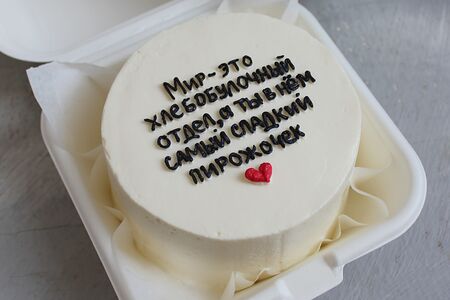 Мир-это
хлебобулочный
отдел, а ты в нём
самый сладкий
пирожочек